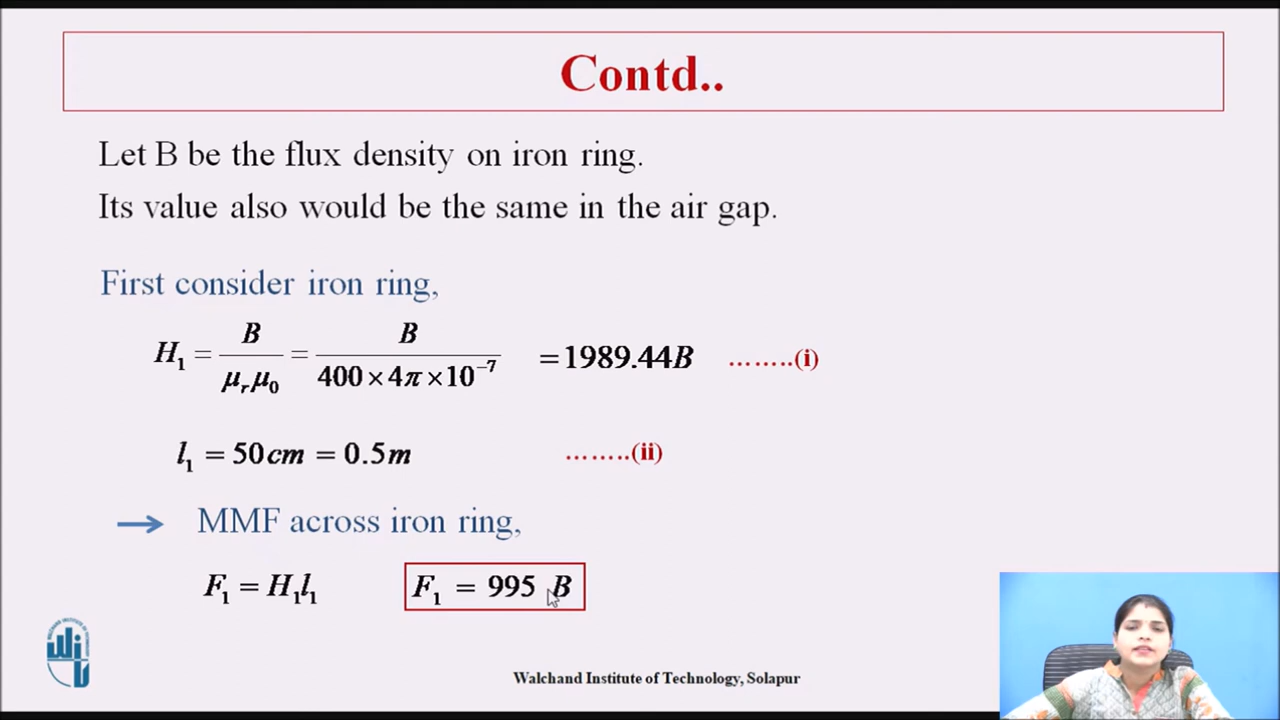 Contd..
Let B be the flux density on iron ring.
Its value also would be the same in the air gap.
First consider iron ring,
H₁ = B / μᵣμ₀ = B / 400×4π×10⁻⁷ = 1989.44B ……..(i)
l₁ = 50cm = 0.5m ……..(ii)
→ MMF across iron ring,
F₁ = H₁l₁ F₁ = 995 B
Walchand Institute of Technology, Solapur